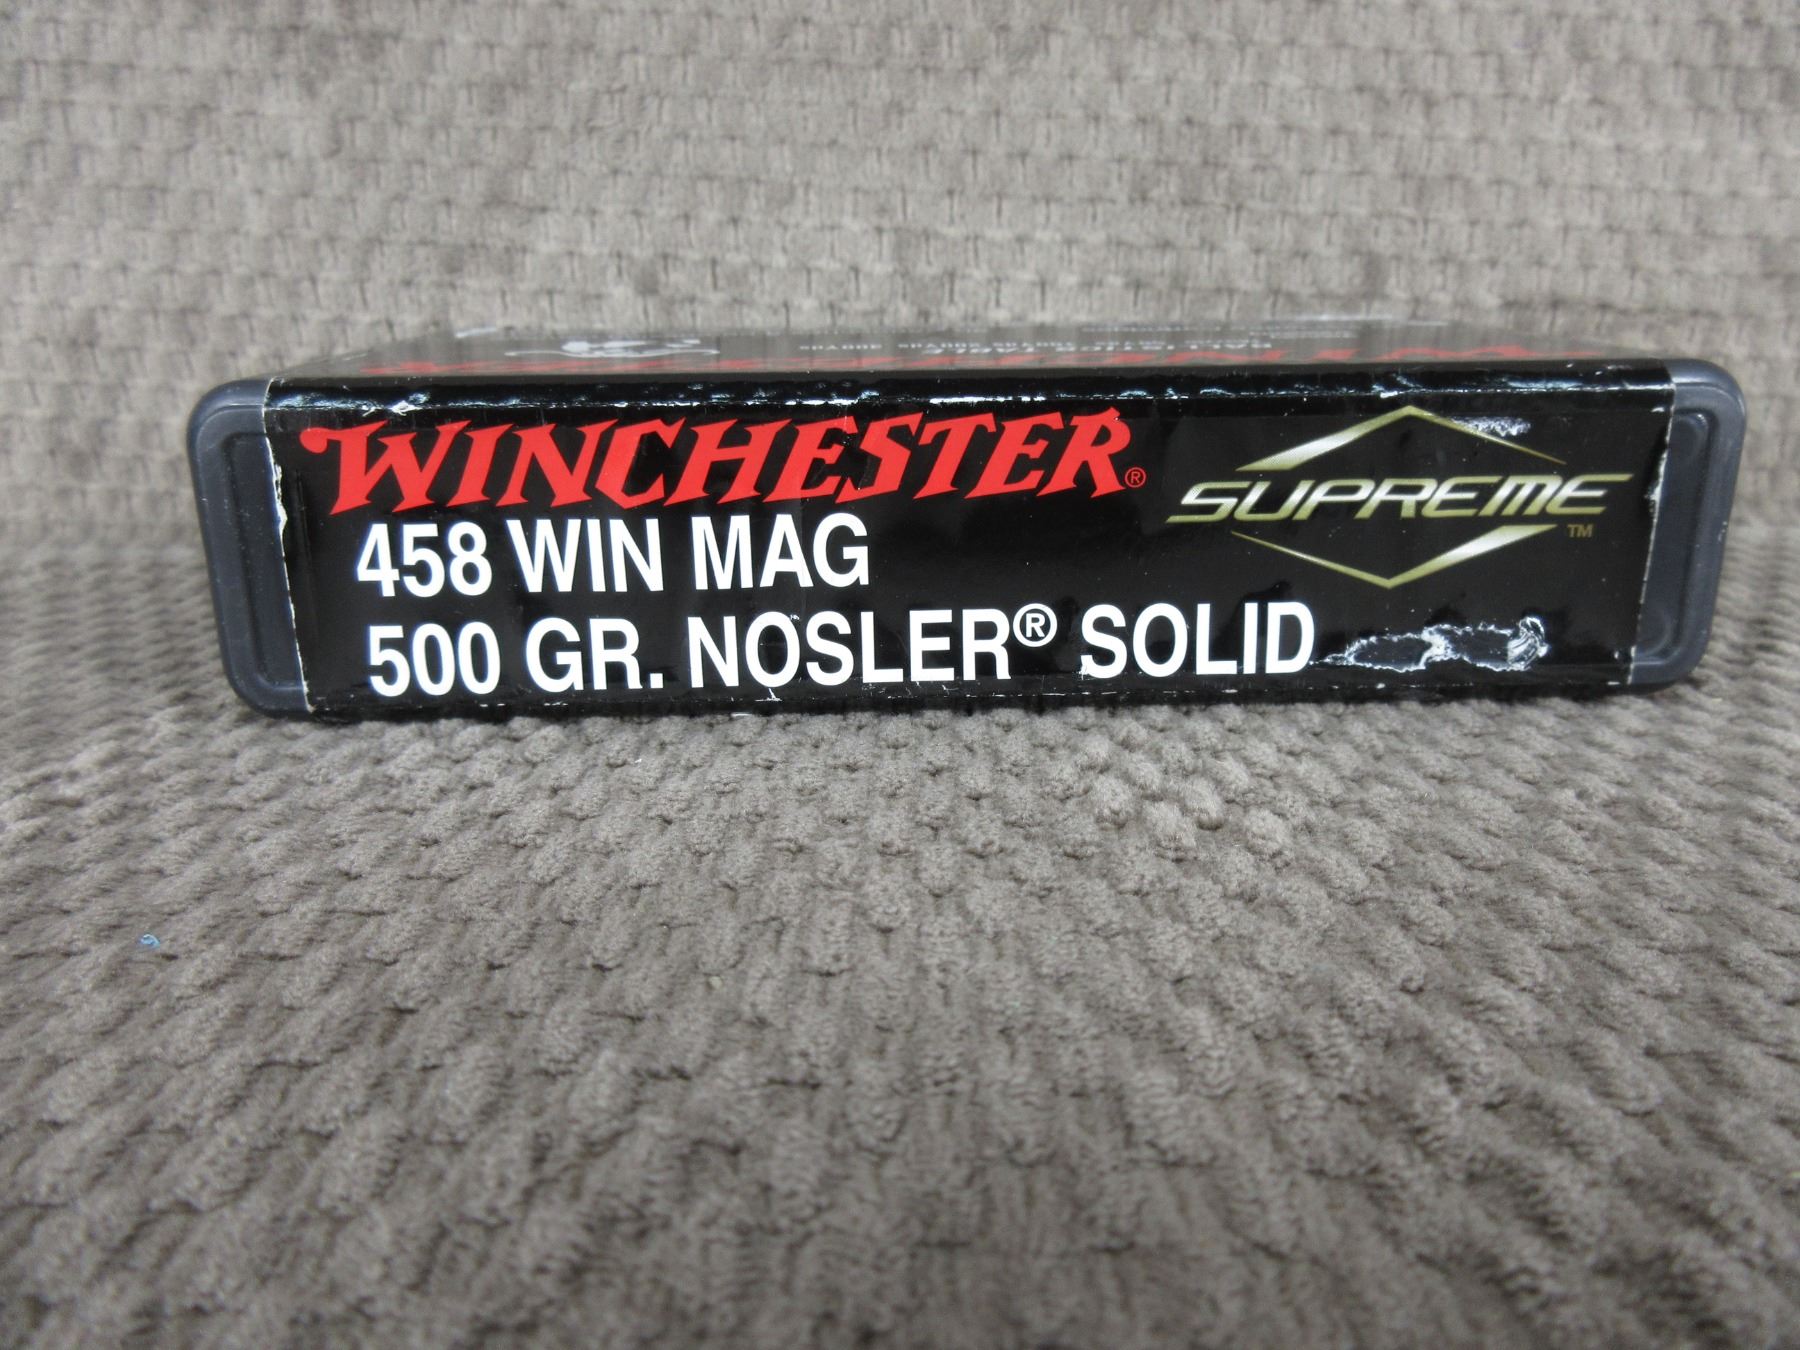 WINCHESTER®
SUPREME™
458 WIN MAG
500 GR. NOSLER® SOLID